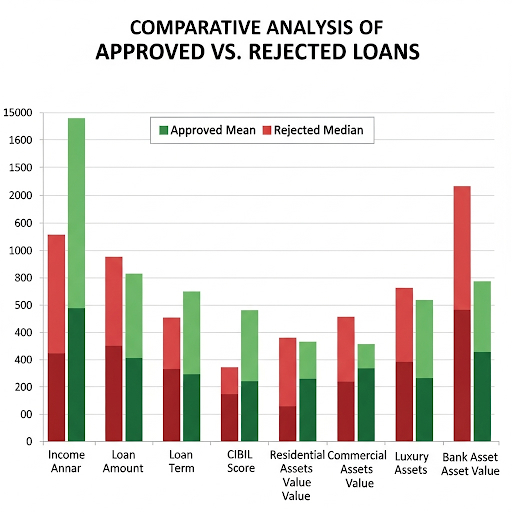 COMPARATIVE ANALYSIS OF
APPROVED VS. REJECTED LOANS
Approved Mean Rejected Median
15000
1600
1500
2000
600
1000
800
500
400
400
200
00
0
Income
Annar
Loan
Amount
Loan
Term
CIBIL
Score
Residential
Assets
Value
Value
Commercial
Assets
Value
Luxury
Assets
Bank Asset
Asset Value